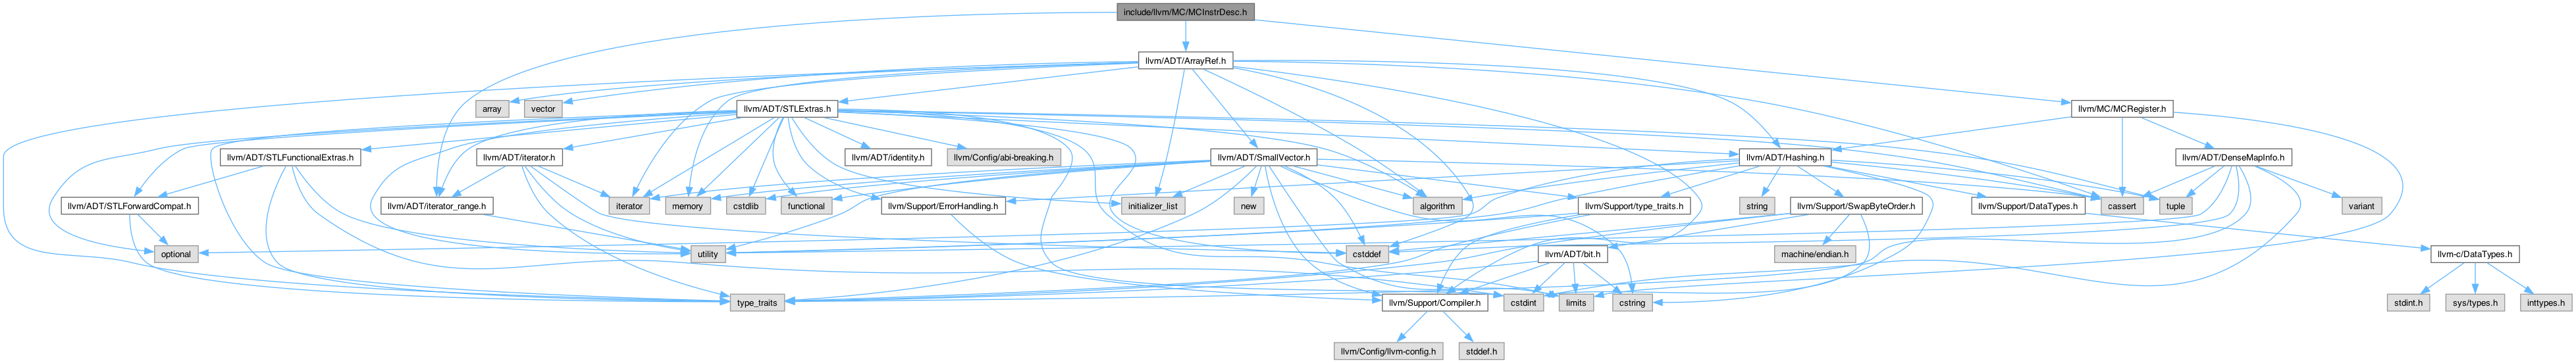 include/llvm/MC/MCInstrDesc.h
llvm/ADT/ArrayRef.h
array
vector
llvm/ADT/STLExtras.h
llvm/MC/MCRegister.h
llvm/ADT/STLFunctionalExtras.h
llvm/ADT/iterator.h
llvm/ADT/identity.h
llvm/Config/abi-breaking.h
llvm/ADT/SmallVector.h
llvm/ADT/Hashing.h
llvm/ADT/DenseMapInfo.h
llvm/ADT/STLForwardCompat.h
llvm/ADT/iterator_range.h
iterator
memory
cstdlib
functional
llvm/Support/ErrorHandling.h
initializer_list
new
algorithm
llvm/Support/type_traits.h
string
llvm/Support/SwapByteOrder.h
llvm/Support/DataTypes.h
cassert
tuple
variant
optional
utility
cstddef
llvm/ADT/bit.h
machine/endian.h
llvm-c/DataTypes.h
type_traits
llvm/Support/Compiler.h
cstdint
limits
cstring
stdint.h
sys/types.h
inttypes.h
llvm/Config/llvm-config.h
stddef.h